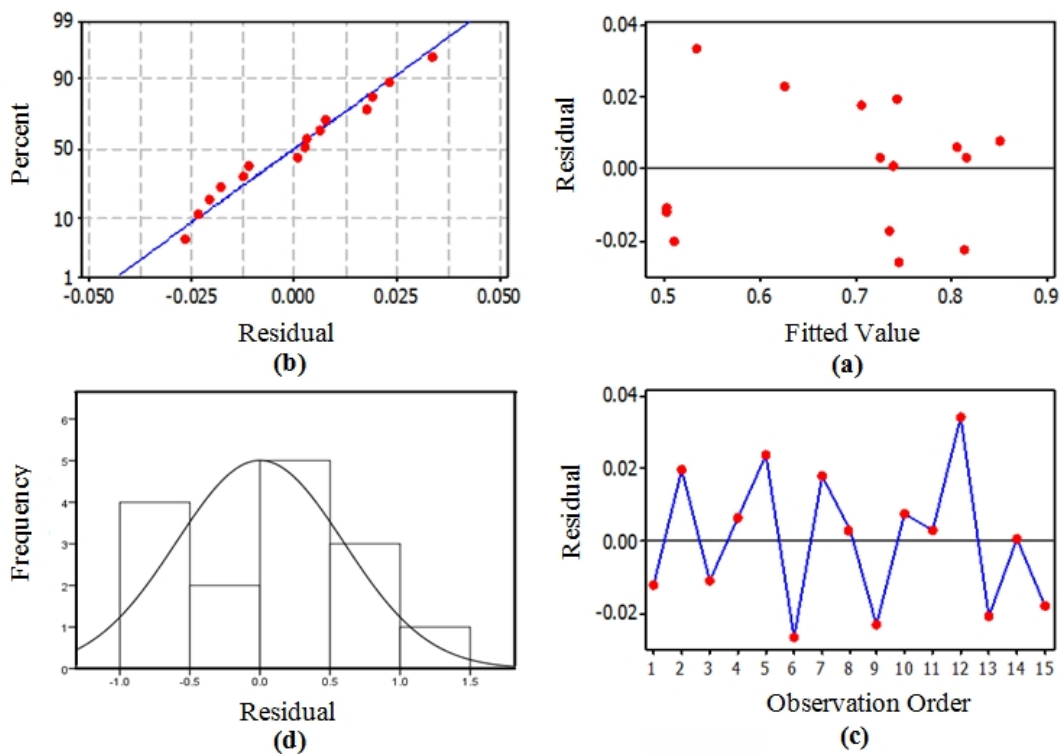 99
90
50
10
1
Percent
-0.050
-0.025
0.000
0.025
0.050
Residual
(b)
0.04
0.02
0.00
-0.02
Residual
0.5
0.6
0.7
0.8
0.9
Fitted Value
(a)
6
5
4
3
2
1
0
Frequency
-1.0
-0.5
0.0
0.5
1.0
1.5
Residual
(d)
0.04
0.02
0.00
-0.02
Residual
1 2 3 4 5 6 7 8 9 10 11 12 13 14 15
Observation Order
(c)